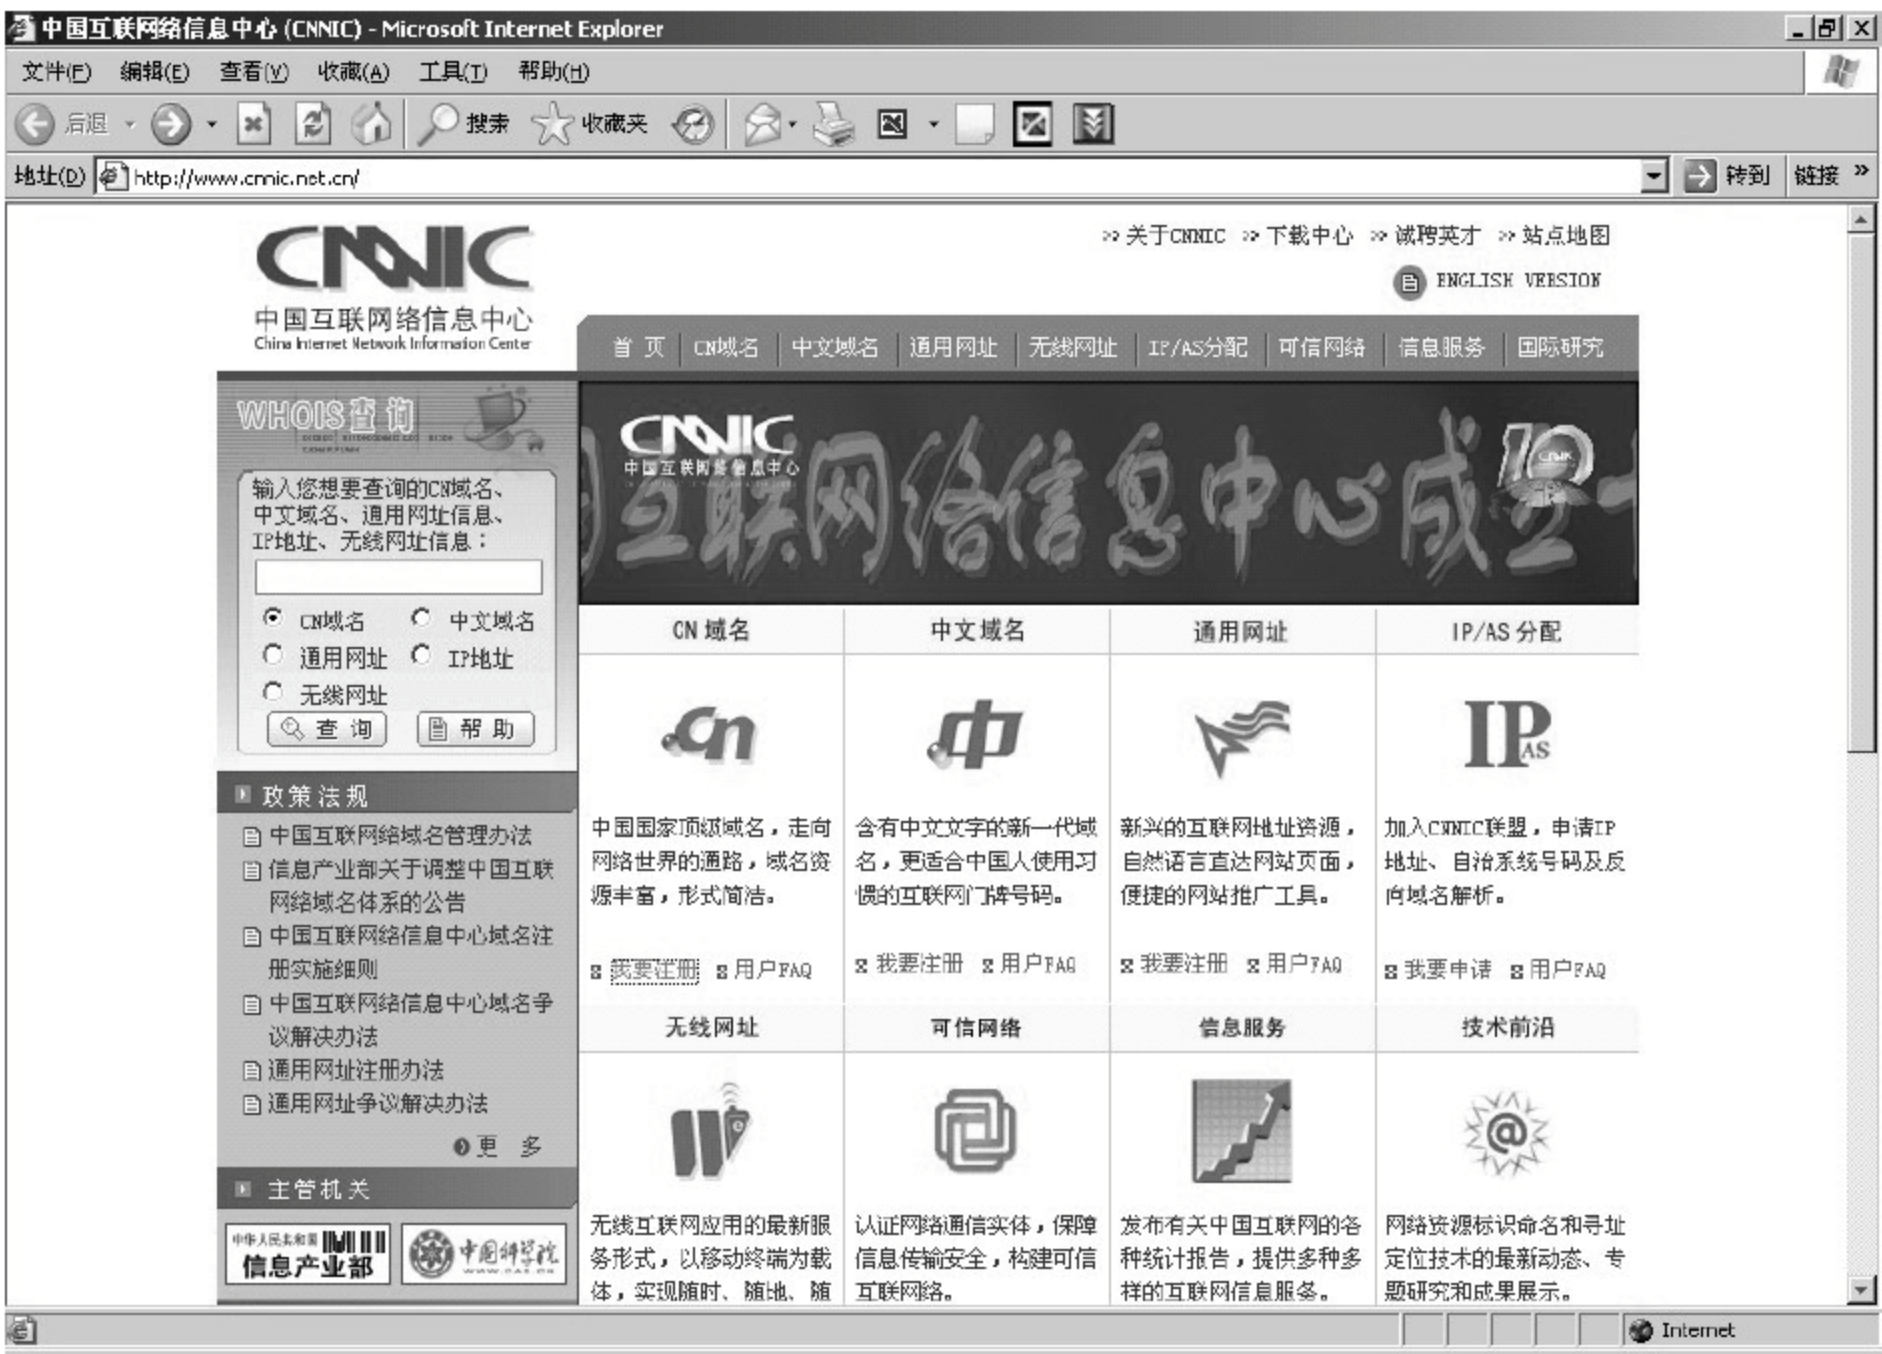 中国互联网络信息中心 (CNNIC) - Microsoft Internet Explorer
文件(F) 编辑(E) 查看(V) 收藏(A) 工具(T) 帮助(H)
后退 搜索 收藏夹
地址(D) http://www.cnnic.net.cn/ 转到 链接 »
CNNIC
中国互联网络信息中心
China Internet Network Information Center
关于CNNIC 下载中心 诚聘英才 站点地图
ENGLISH VERSION
首 页 CN域名 中文域名 通用网址 无线网址 IP/AS分配 可信网络 信息服务 国际研究
WHOIS查询
输入您想要查询的CN域名、
中文域名、通用网址信息、
IP地址、无线网址信息：
CN域名 中文域名
通用网址 IP地址
无线网址
查 询 帮 助
CNNIC
中国互联网络信息中心
互联网络信息中心成立十
10
政策法规
中国互联网络域名管理办法
信息产业部关于调整中国互联
网络域名体系的公告
中国互联网络信息中心域名注
册实施细则
中国互联网络信息中心域名争
议解决办法
通用网址注册办法
通用网址争议解决办法
更 多
主管机关
中华人民共和国
信息产业部
中国科学院
WWW.CAS.CN
CN 域名
.cn
中国国家顶级域名，走向
网络世界的通路，域名资
源丰富，形式简洁。
我要注册 用户FAQ
中文域名
.中
含有中文文字的新一代域
名，更适合中国人使用习
惯的互联网门牌号码。
我要注册 用户FAQ
通用网址
新兴的互联网地址资源，
自然语言直达网站页面，
便捷的网站推广工具。
我要注册 用户FAQ
IP/AS 分配
IP
AS
加入CNNIC联盟，申请IP
地址、自治系统号码及反
向域名解析。
我要申请 用户FAQ
无线网址
无线互联网应用的最新服
务形式，以移动终端为载
体，实现随时、随地、随
可信网络
认证网络通信实体，保障
信息传输安全，构建可信
互联网络。
信息服务
发布有关中国互联网的各
种统计报告，提供多种多
样的互联网信息服务。
技术前沿
@
网络资源标识命名和寻址
定位技术的最新动态、专
题研究和成果展示。
Internet